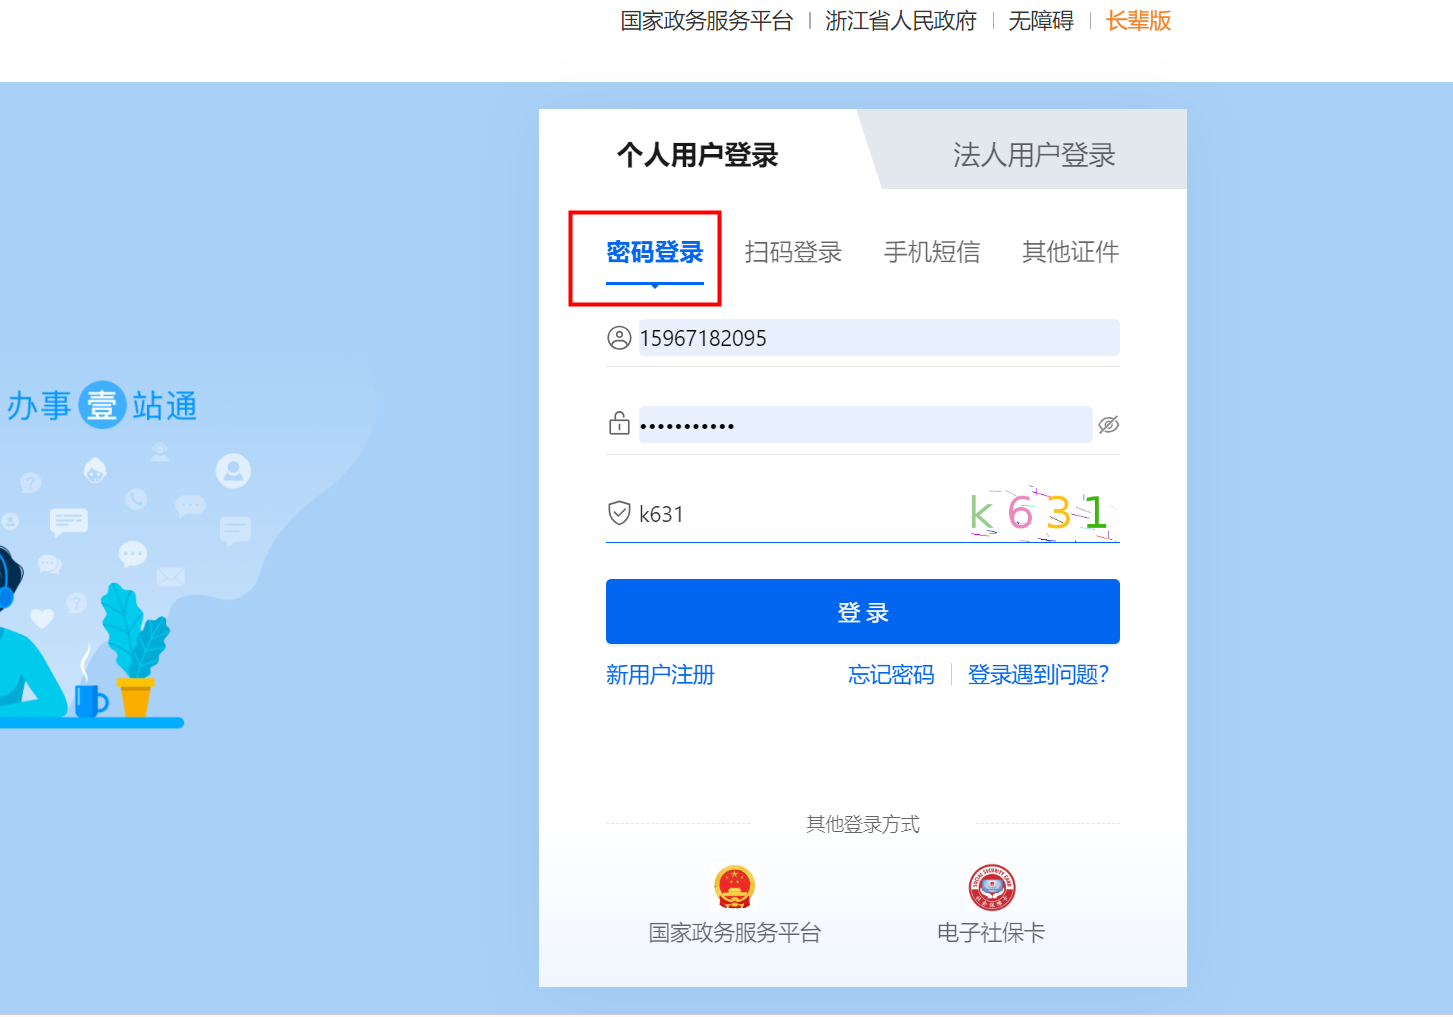 国家政务服务平台 | 浙江省人民政府 | 无障碍 | 长辈版
个人用户登录 法人用户登录
密码登录 扫码登录 手机短信 其他证件
15967182095
•••••••••••
k631 k631
登 录
新用户注册 忘记密码 | 登录遇到问题?
办事壹站通
其他登录方式
国家政务服务平台 电子社保卡